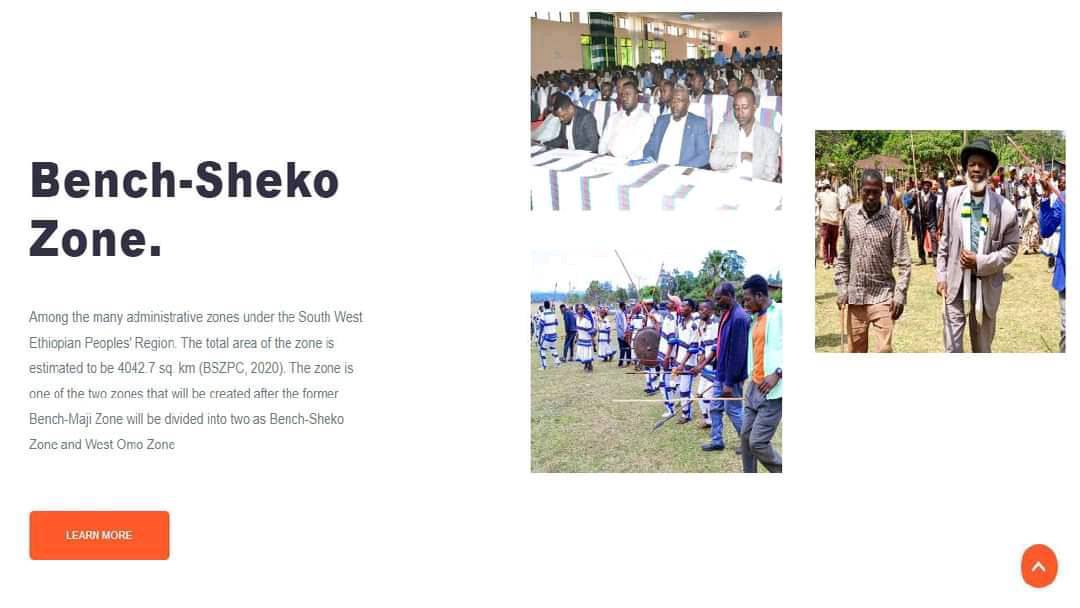 Bench-Sheko
Zone.
Among the many administrative zones under the South West
Ethiopian Peoples' Region. The total area of the zone is
estimated to be 4042.7 sq. km (BSZPC, 2020). The zone is
one of the two zones that will be created after the former
Bench-Maji Zone will be divided into two as Bench-Sheko
Zone and West Omo Zone
LEARN MORE